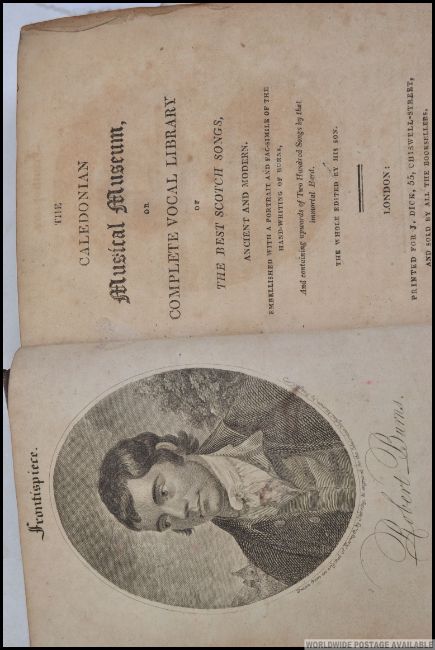 Frontispiece.
Robert Burns.
THE
CALEDONIAN
Musical Museum,
OR
COMPLETE VOCAL LIBRARY
OF
THE BEST SCOTCH SONGS,
ANCIENT AND MODERN.
EMBELLISHED WITH A PORTRAIT AND FAC-SIMILE OF THE
HAND-WRITING OF BURNS,
And containing upwards of Two Hundred Songs by that
immortal Bard.
THE WHOLE EDITED BY HIS SON.
LONDON:
PRINTED FOR J. DICK, 55, CHISWELL-STREET,
AND SOLD BY ALL THE BOOKSELLERS.
WORLDWIDE POSTAGE AVAILABLE